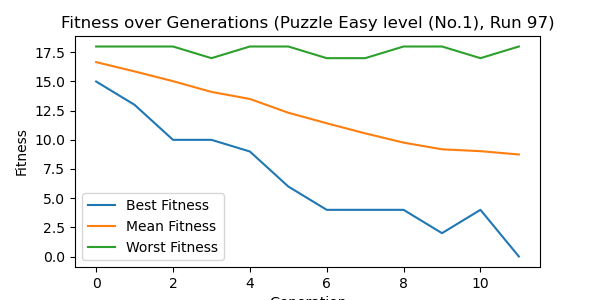 Fitness over Generations (Puzzle Easy level (No.1), Run 97)
Fitness
17.5
15.0
12.5
10.0
7.5
5.0
2.5
0.0
Best Fitness
Mean Fitness
Worst Fitness
0 2 4 6 8 10
Generation